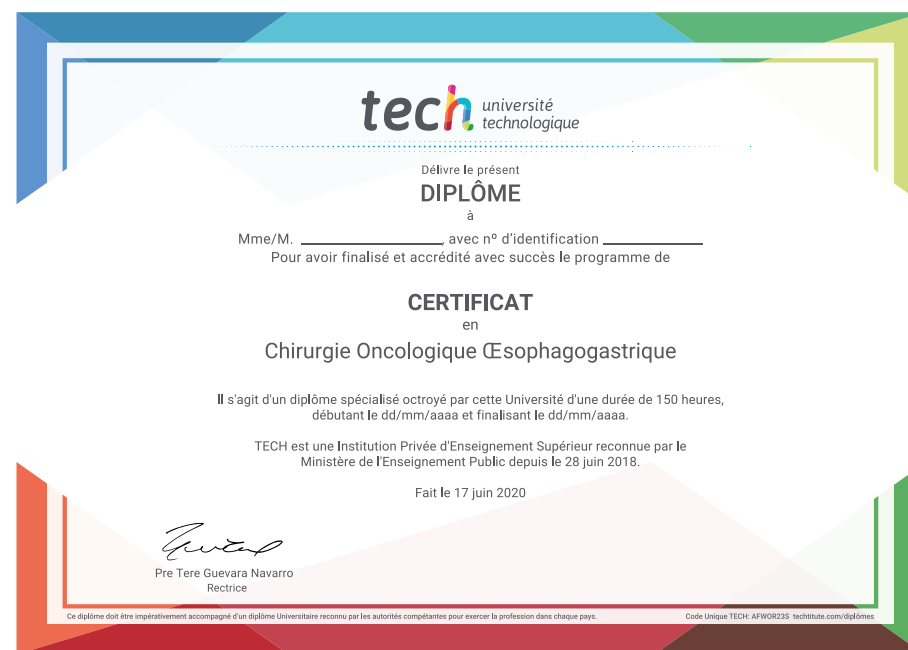 tech université
technologique
Délivre le présent
DIPLÔME
à
Mme/M. ____________________, avec nº d'identification ______________
Pour avoir finalisé et accrédité avec succès le programme de
CERTIFICAT
en
Chirurgie Oncologique Œsophagogastrique
Il s'agit d'un diplôme spécialisé octroyé par cette Université d'une durée de 150 heures,
débutant le dd/mm/aaaa et finalisant le dd/mm/aaaa.
TECH est une Institution Privée d'Enseignement Supérieur reconnue par le
Ministère de l'Enseignement Public depuis le 28 juin 2018.
Fait le 17 juin 2020
Pre Tere Guevara Navarro
Rectrice
Ce diplôme doit être impérativement accompagné d'un diplôme Universitaire reconnu par les autorités compétantes pour exercer la profession dans chaque pays.
Code Unique TECH: AFWOR23S techtitute.com/diplômes